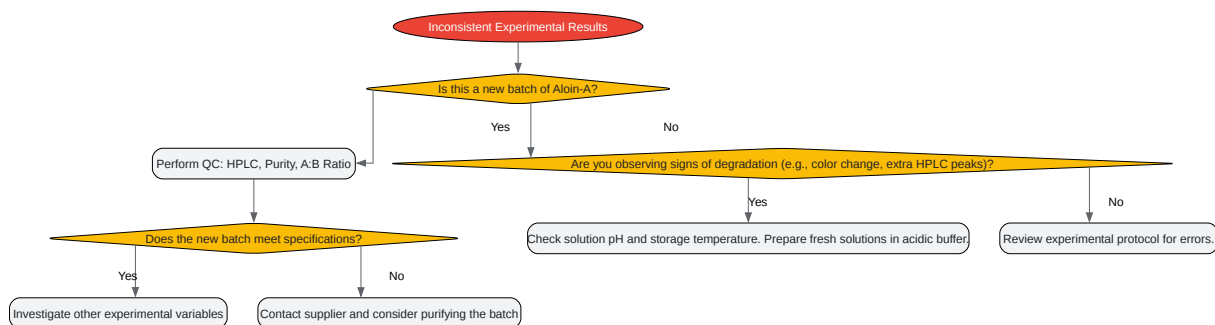 Inconsistent Experimental Results
Is this a new batch of Aloin-A?
Yes
No
Perform QC: HPLC, Purity, A:B Ratio
Are you observing signs of degradation (e.g., color change, extra HPLC peaks)?
Yes
No
Does the new batch meet specifications?
Check solution pH and storage temperature. Prepare fresh solutions in acidic buffer.
Review experimental protocol for errors.
Yes
No
Investigate other experimental variables
Contact supplier and consider purifying the batch